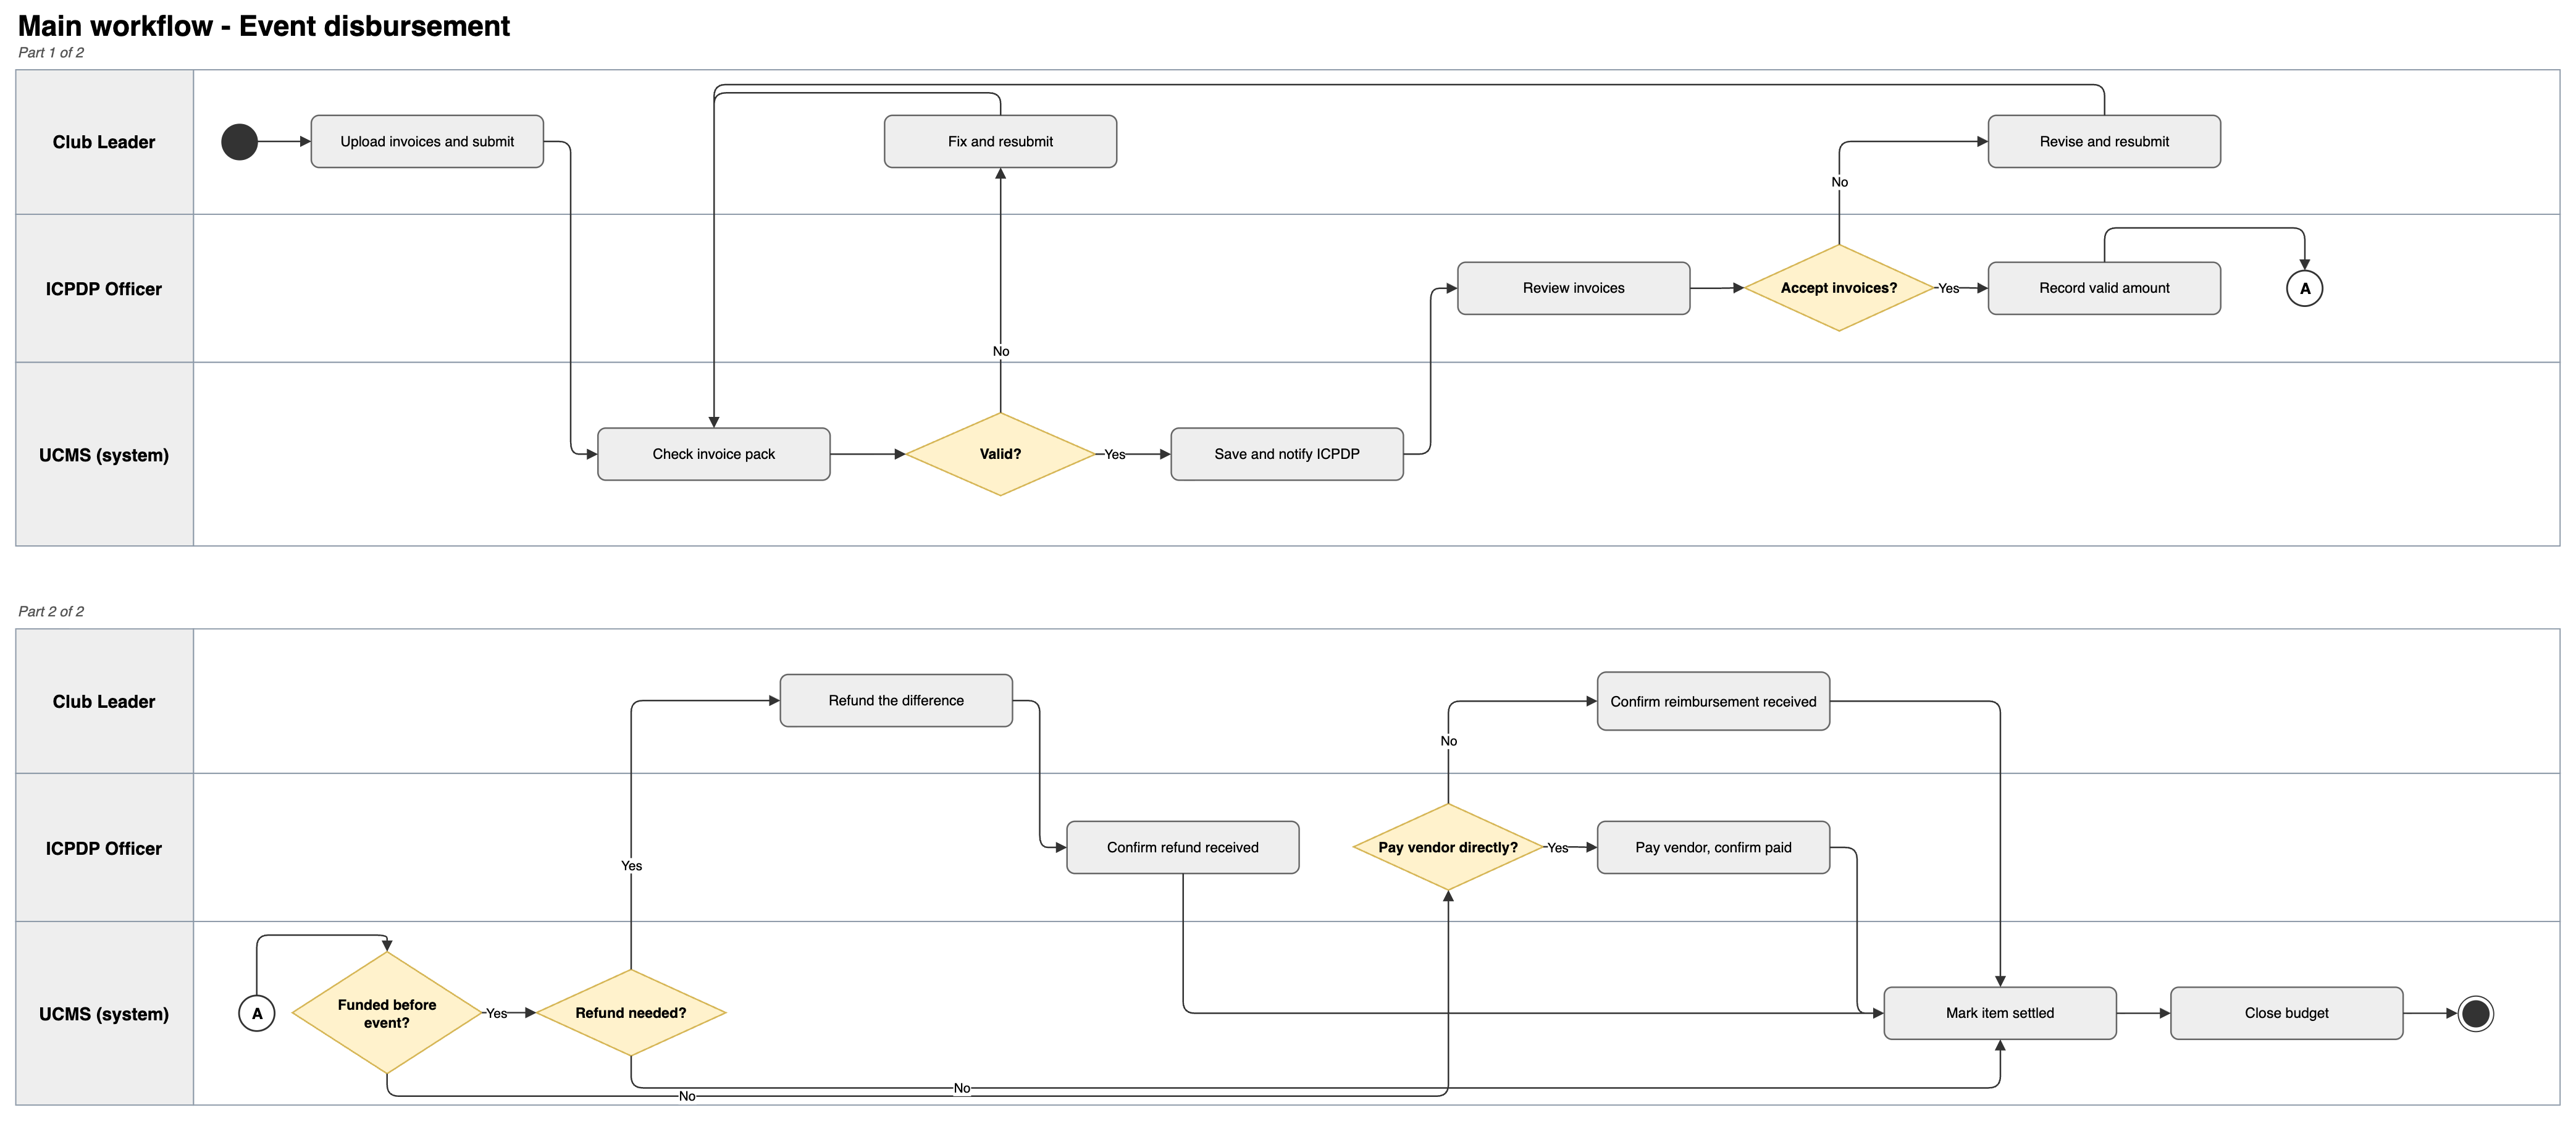 Main workflow - Event disbursement
Part 1 of 2
Club Leader
Upload invoices and submit
Fix and resubmit
Revise and resubmit
No
ICPDP Officer
Review invoices
Accept invoices?
Yes
Record valid amount
A
No
UCMS (system)
Check invoice pack
Valid?
Yes
Save and notify ICPDP
Part 2 of 2
Club Leader
Refund the difference
Confirm reimbursement received
No
ICPDP Officer
Confirm refund received
Pay vendor directly?
Yes
Pay vendor, confirm paid
Yes
UCMS (system)
A
Funded before
event?
Yes
Refund needed?
Mark item settled
Close budget
No
No